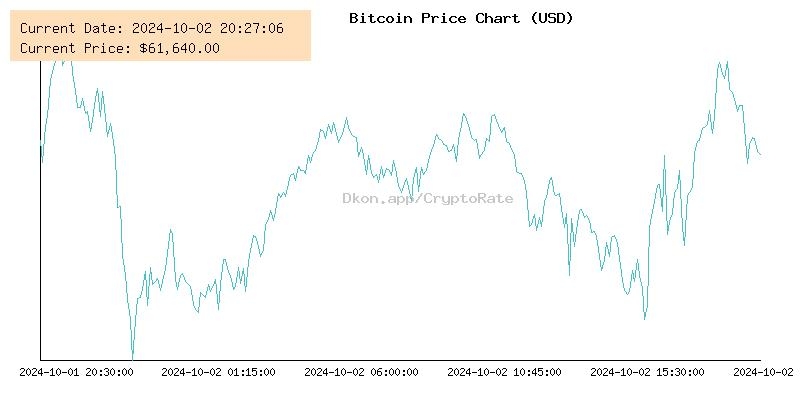 Bitcoin Price Chart (USD)
Current Date: 2024-10-02 20:27:06
Current Price: $61,640.00
Dkon.app/CryptoRate
2024-10-01 20:30:00 2024-10-02 01:15:00 2024-10-02 06:00:00 2024-10-02 10:45:00 2024-10-02 15:30:00 2024-10-02